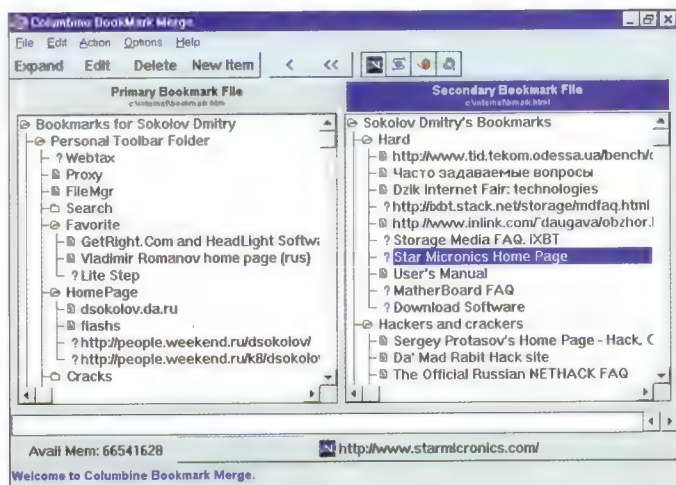 Columbine BookMark Merge
File Edit Action Options Help
Expand Edit Delete New Item < <<
Primary Bookmark File
c:\internet\bookmark.htm
Bookmarks for Sokolov Dmitry
Personal Toolbar Folder
? Webtax
Proxy
FileMgr
Search
Favorite
GetRight.Com and HeadLight Softw
Vladimir Romanov home page (rus)
? Lite Step
HomePage
dsokolov.da.ru
flashs
? http://people.weekend.ru/dsokolov/
? http://people.weekend.ru/k8/dsokolo
Cracks
Secondary Bookmark File
c:\internet\bmark.html
Sokolov Dmitry's Bookmarks
Hard
http://www.tid.tekom.odessa.ua/bench/
Часто задаваемые вопросы
Dzik Internet Fair: technologies
? http://ixbt.stack.net/storage/mdfaq.html
http://www.inlink.com/~daugava/obzhor.
? Storage Media FAQ. iXBT
? Star Micronics Home Page
User's Manual
? MatherBoard FAQ
? Download Software
Hackers and crackers
Sergey Protasov's Home Page - Hack, C
Da' Mad Rabit Hack site
The Official Russian NETHACK FAQ
Avail Mem: 66541628
http://www.starmicronics.com/
Welcome to Columbine Bookmark Merge.